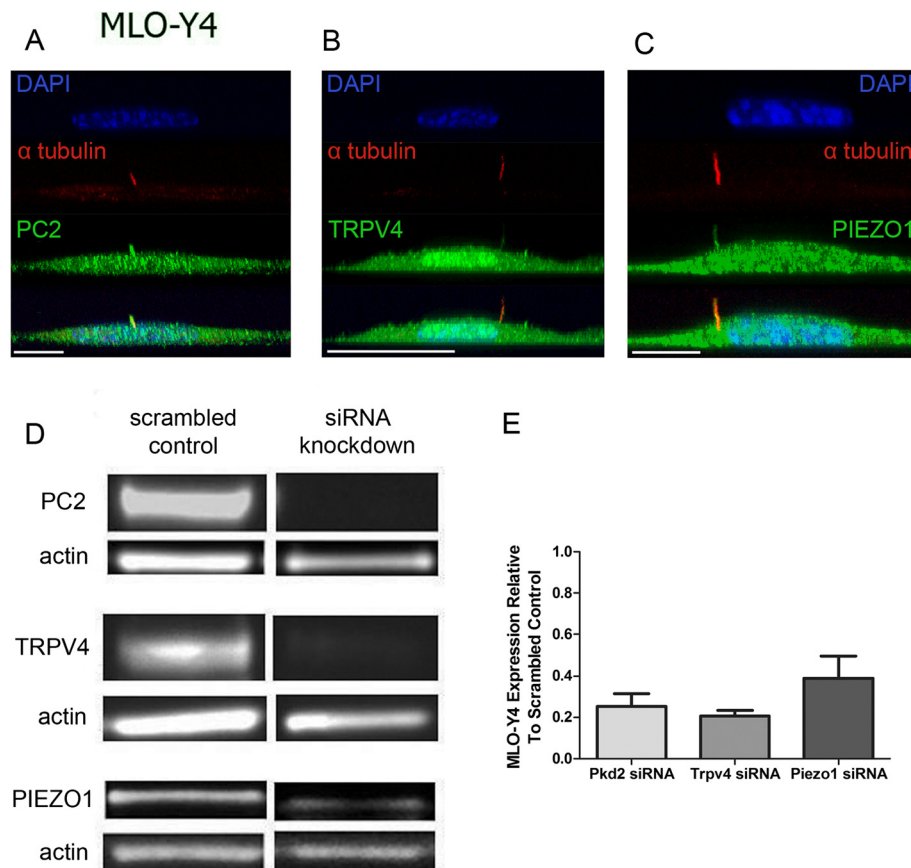 MLO-Y4
A
B
C
DAPI
DAPI
DAPI
α tubulin
α tubulin
α tubulin
PC2
TRPV4
PIEZO1
D
scrambled
control
siRNA
knockdown
PC2
actin
TRPV4
actin
PIEZO1
actin
E
MLO-Y4 Expression Relative
To Scrambled Control
1.0
0.8
0.6
0.4
0.2
0.0
Pkd2 siRNA
Trpv4 siRNA
Piezo1 siRNA